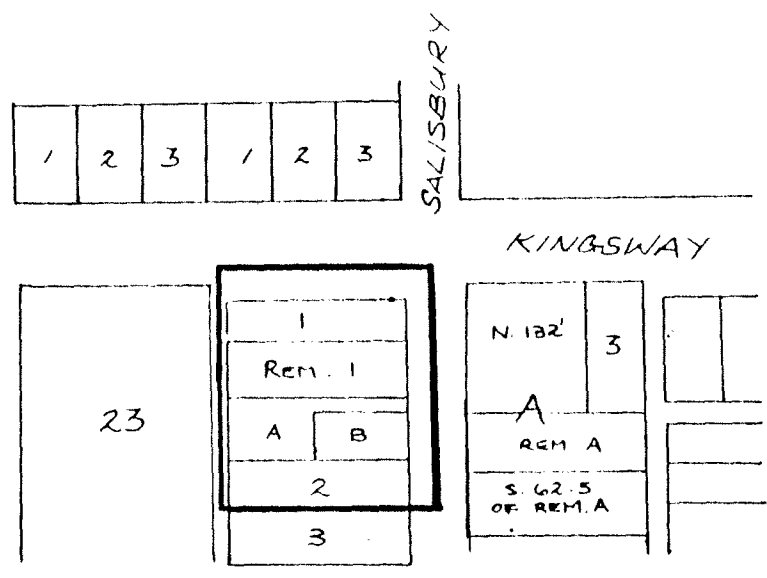 SALISBURY
1 2 3 1 2 3
KINGSWAY
1
REM. 1
A B
2
3
23
N. 132'
3
A
REM A
S. 62.5
OF REM. A